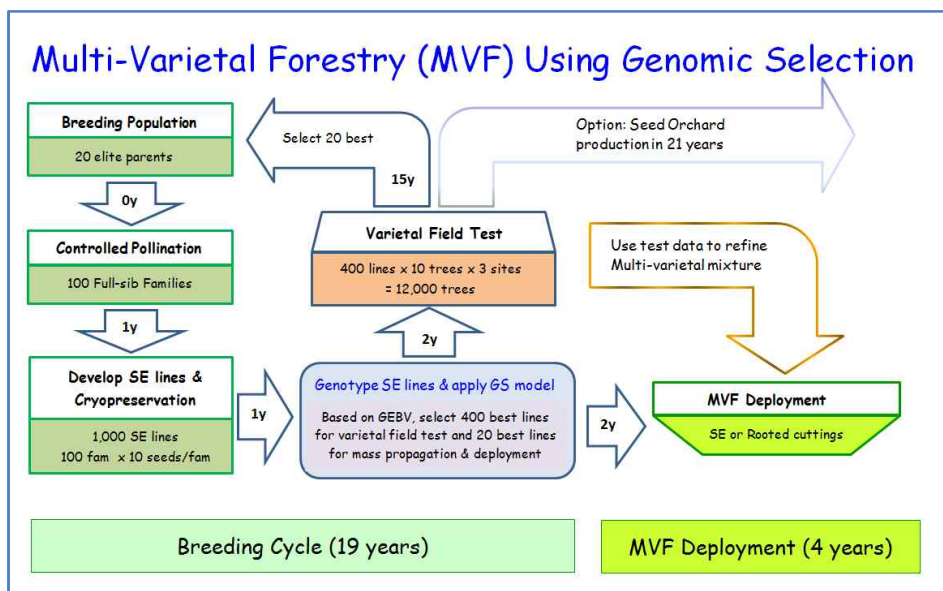 Multi-Varietal Forestry (MVF) Using Genomic Selection
Breeding Population
20 elite parents
Select 20 best
Option: Seed Orchard
production in 21 years
15y
0y
Controlled Pollination
100 Full-sib Families
Varietal Field Test
400 lines x 10 trees x 3 sites
= 12,000 trees
Use test data to refine
Multi-varietal mixture
1y
2y
Develop SE lines &
Cryopreservation
1,000 SE lines
100 fam x 10 seeds/fam
1y
Genotype SE lines & apply GS model
Based on GEBV, select 400 best lines
for varietal field test and 20 best lines
for mass propagation & deployment
2y
MVF Deployment
SE or Rooted cuttings
Breeding Cycle (19 years)
MVF Deployment (4 years)